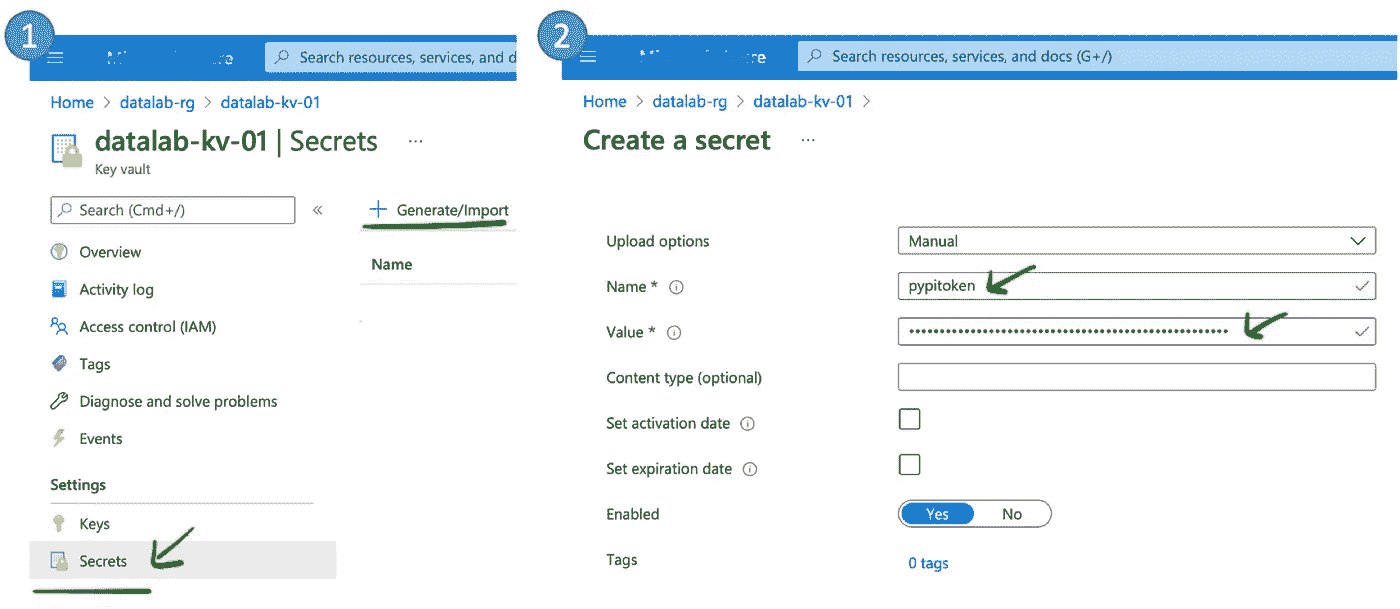 1
Search resources, services, and d
Home > datalab-rg > datalab-kv-01
datalab-kv-01 | Secrets ...
Key vault
Search (Cmd+/) «
+ Generate/Import
Name
Overview
Activity log
Access control (IAM)
Tags
Diagnose and solve problems
Events
Settings
Keys
Secrets
2
Search resources, services, and docs (G+/)
Home > datalab-rg > datalab-kv-01 >
Create a secret ...
Upload options Manual
Name * pypitoken
Value *
Content type (optional)
Set activation date
Set expiration date
Enabled Yes No
Tags 0 tags